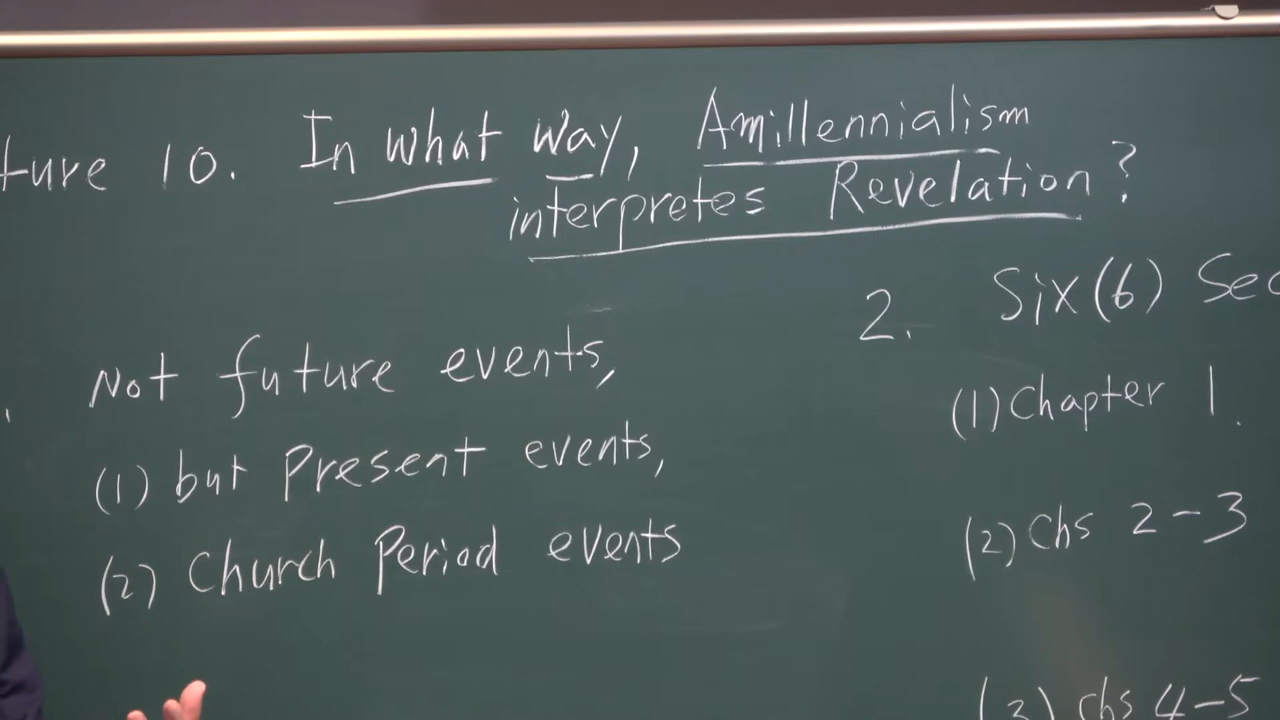 ture 10. In what way, Amillennialism
interpretes Revelation?
Not future events,
(1) but Present events,
(2) Church Period events
2. Six (6) Sec
(1) Chapter 1.
(2) Chs 2-3
(3) chs 4-5